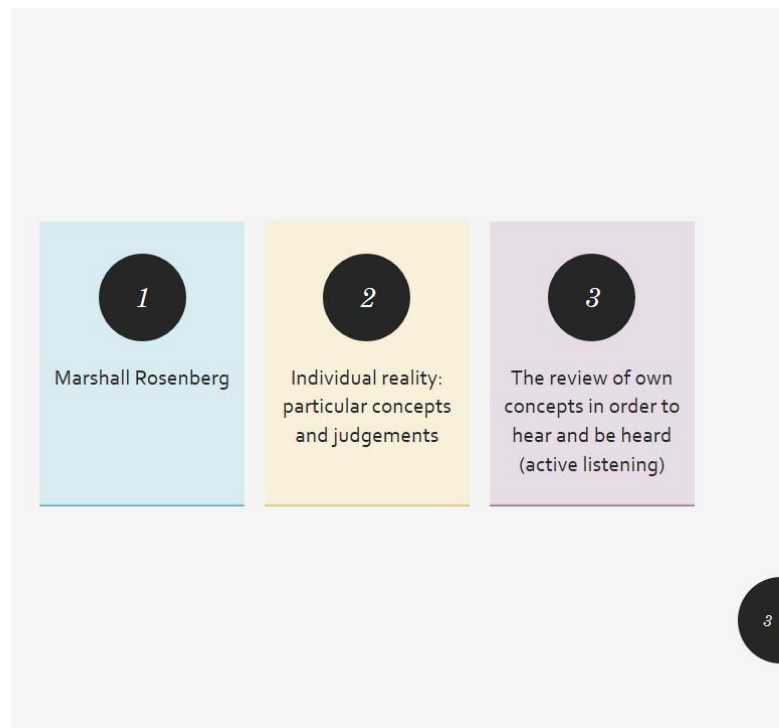 1
Marshall Rosenberg
2
Individual reality:
particular concepts
and judgements
3
The review of own
concepts in order to
hear and be heard
(active listening)
3